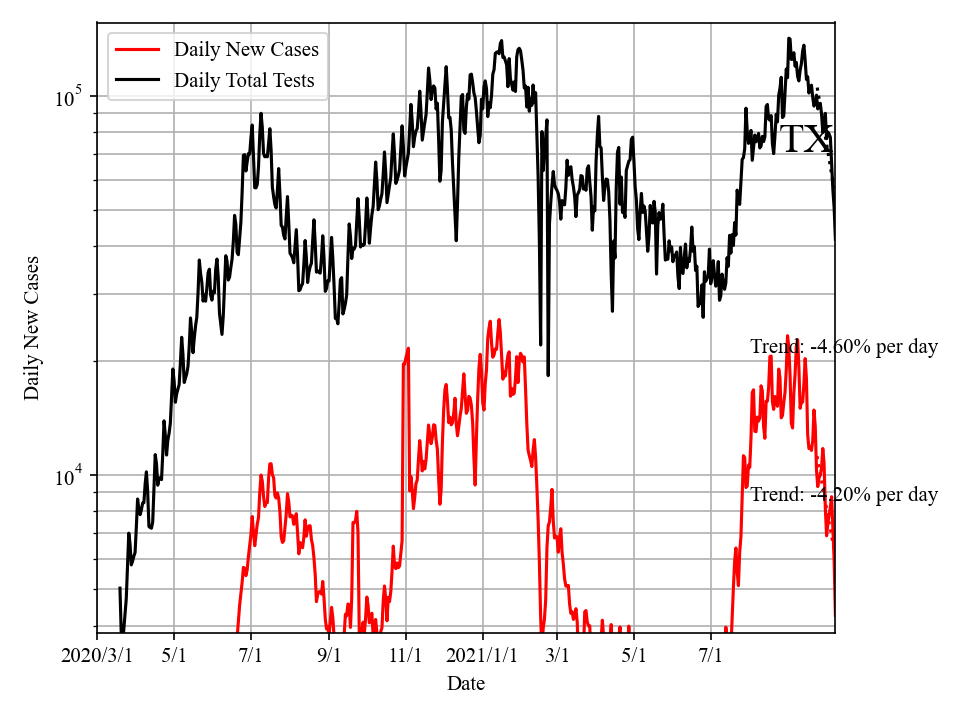 Daily New Cases
Daily Total Tests
10^5
TX
Trend: -4.60% per day
10^4
Trend: -4.20% per day
Daily New Cases
2020/3/1 5/1 7/1 9/1 11/1 2021/1/1 3/1 5/1 7/1
Date